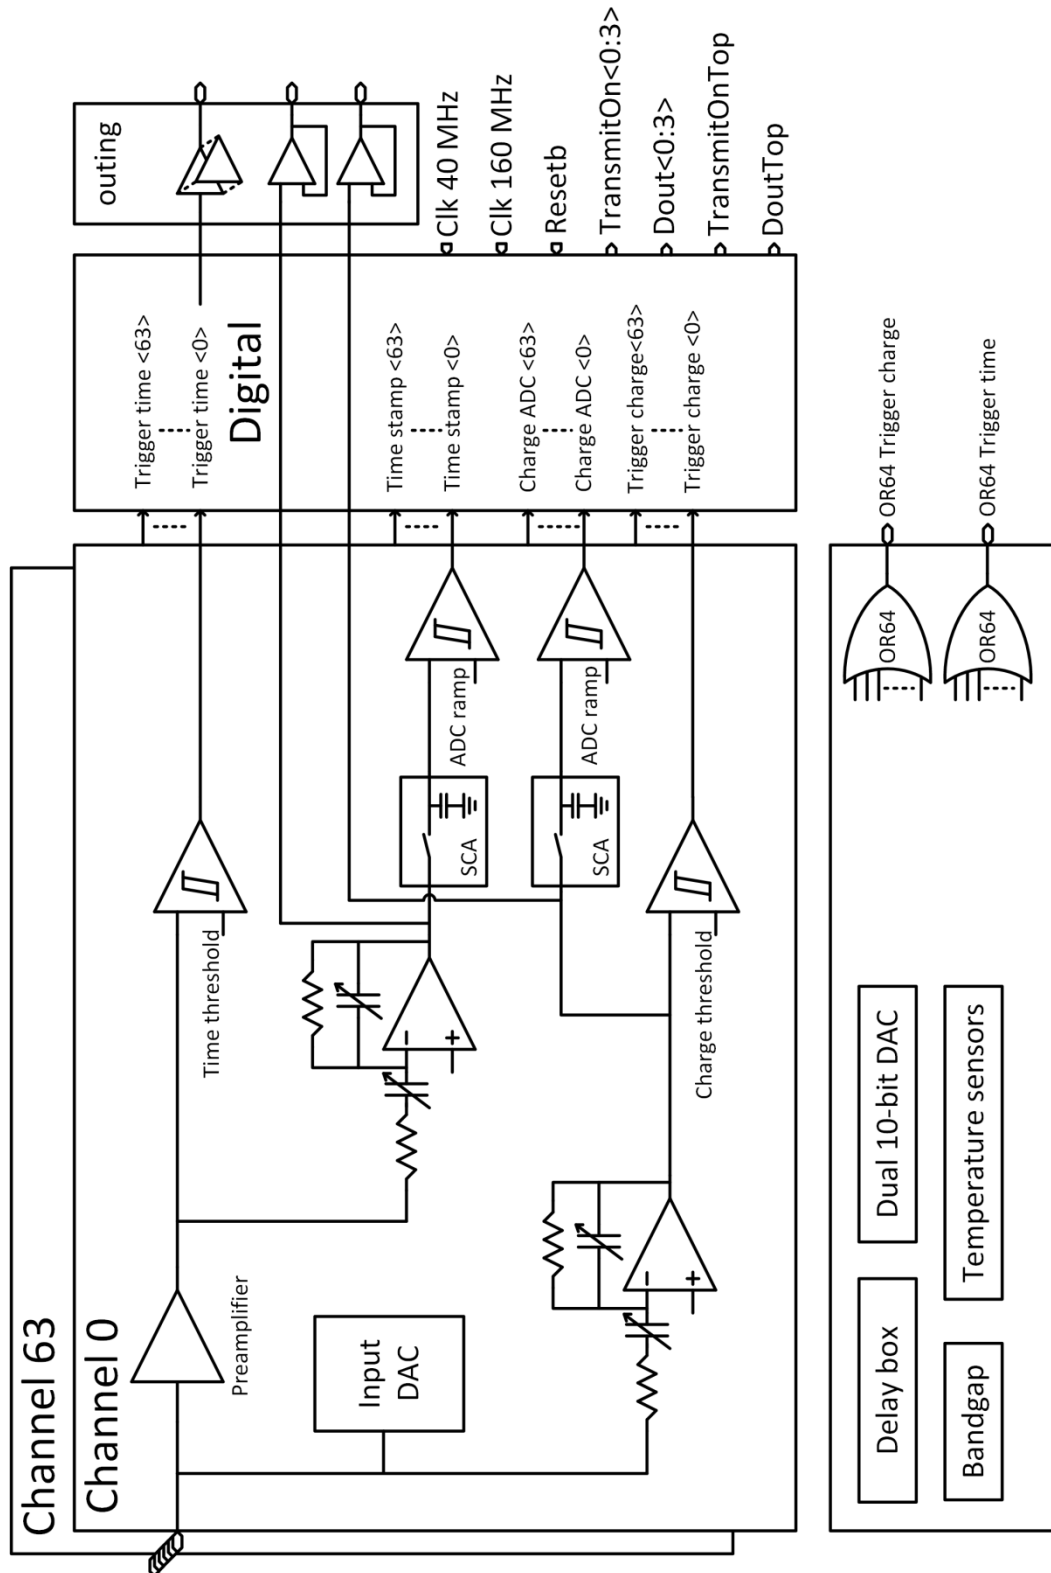 Channel 63
Channel 0
Preamplifier
Input
DAC
Time threshold
Charge threshold
SCA
ADC ramp
SCA
ADC ramp
Trigger time <63>
Trigger time <0>
Digital
Time stamp <63>
Time stamp <0>
Charge ADC <63>
Charge ADC <0>
Trigger charge<63>
Trigger charge <0>
outing
Clk 40 MHz
Clk 160 MHz
Resetb
TransmitOn<0:3>
Dout<0:3>
TransmitOnTop
DoutTop
Delay box
Dual 10-bit DAC
Bandgap
Temperature sensors
OR64
OR64 Trigger charge
OR64
OR64 Trigger time